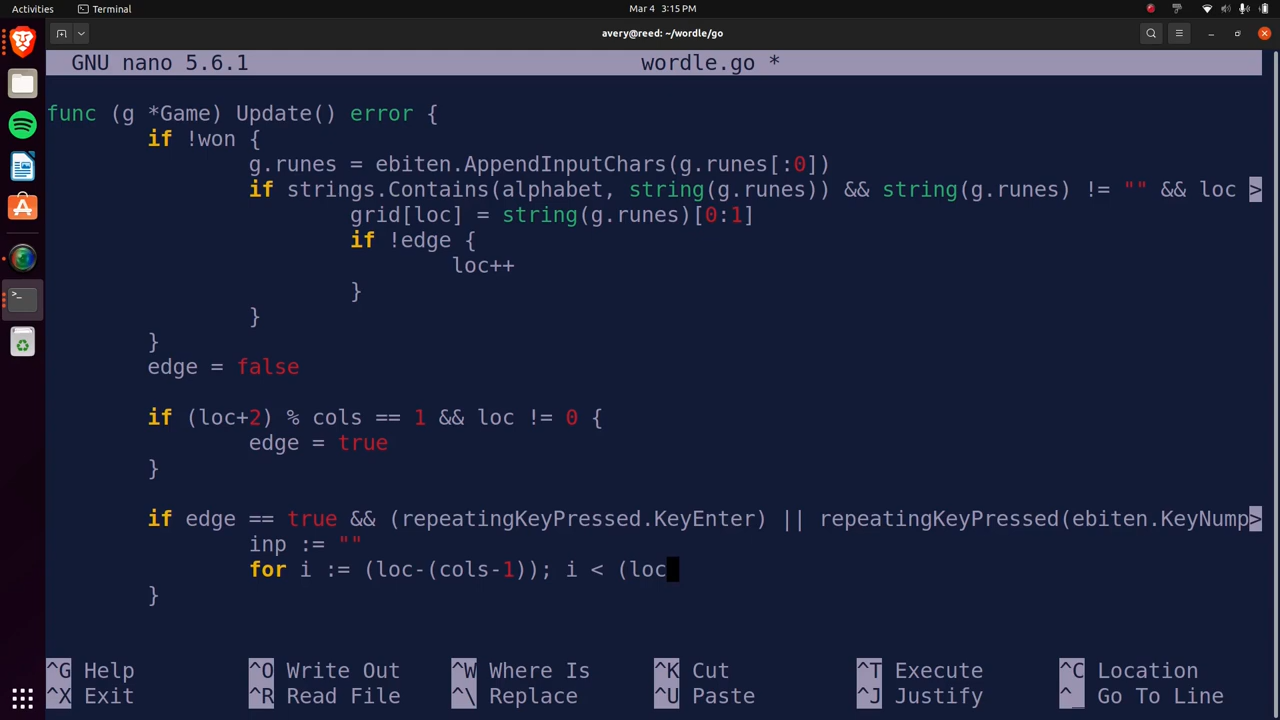 Activities Terminal Mar 4 3:15 PM
avery@reed: ~/wordle/go
GNU nano 5.6.1 wordle.go *
func (g *Game) Update() error {
if !won {
g.runes = ebiten.AppendInputChars(g.runes[:0])
if strings.Contains(alphabet, string(g.runes)) && string(g.runes) != "" && loc >
grid[loc] = string(g.runes)[0:1]
if !edge {
loc++
}
}
}
edge = false
if (loc+2) % cols == 1 && loc != 0 {
edge = true
}
if edge == true && (repeatingKeyPressed.KeyEnter) || repeatingKeyPressed(ebiten.KeyNump>
inp := ""
for i := (loc-(cols-1)); i < (loc
}
^G Help ^O Write Out ^W Where Is ^K Cut ^T Execute ^C Location
^X Exit ^R Read File ^\ Replace ^U Paste ^J Justify ^_ Go To Line